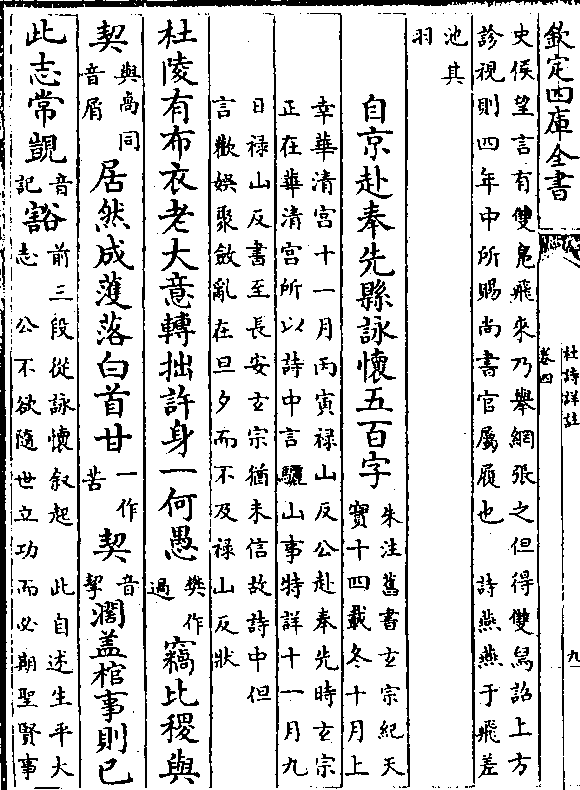 欽定四庫全書
杜詩詳註
卷四
九
史候望言有雙鳧飛來乃舉網張之但得雙舄詔上方
診視則四年中所賜尚書官屬履也　詩燕燕于飛差
池其
羽
自京赴奉先縣詠懷五百字
朱注舊書玄宗紀天
寶十四載冬十月上
幸華清宮十一月丙寅禄山反公赴奉先時玄宗
正在華清宮所以詩中言驪山事特詳十一月九
日禄山反書至長安玄宗猶未信故詩中但
言歡娛聚斂亂在旦夕而不及禄山反狀
杜陵有布衣老大意轉拙許身一何愚樊作過竊比稷與
契與卨同音屑居然成濩落白首甘一作苦契音挈濶盖棺事則已
此志常覬音記豁前三段從詠懷叙起　此自述生平大
志　公不欲隨世立功而必期聖賢事